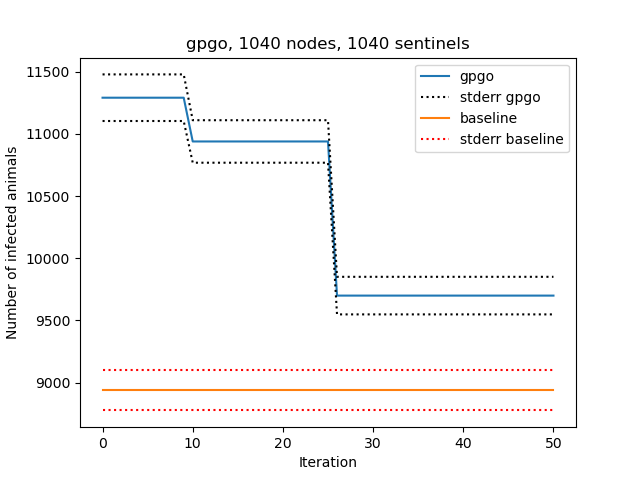 gpgo, 1040 nodes, 1040 sentinels
gpgo
stderr gpgo
baseline
stderr baseline
Number of infected animals
11500
11000
10500
10000
9500
9000
0 10 20 30 40 50
Iteration